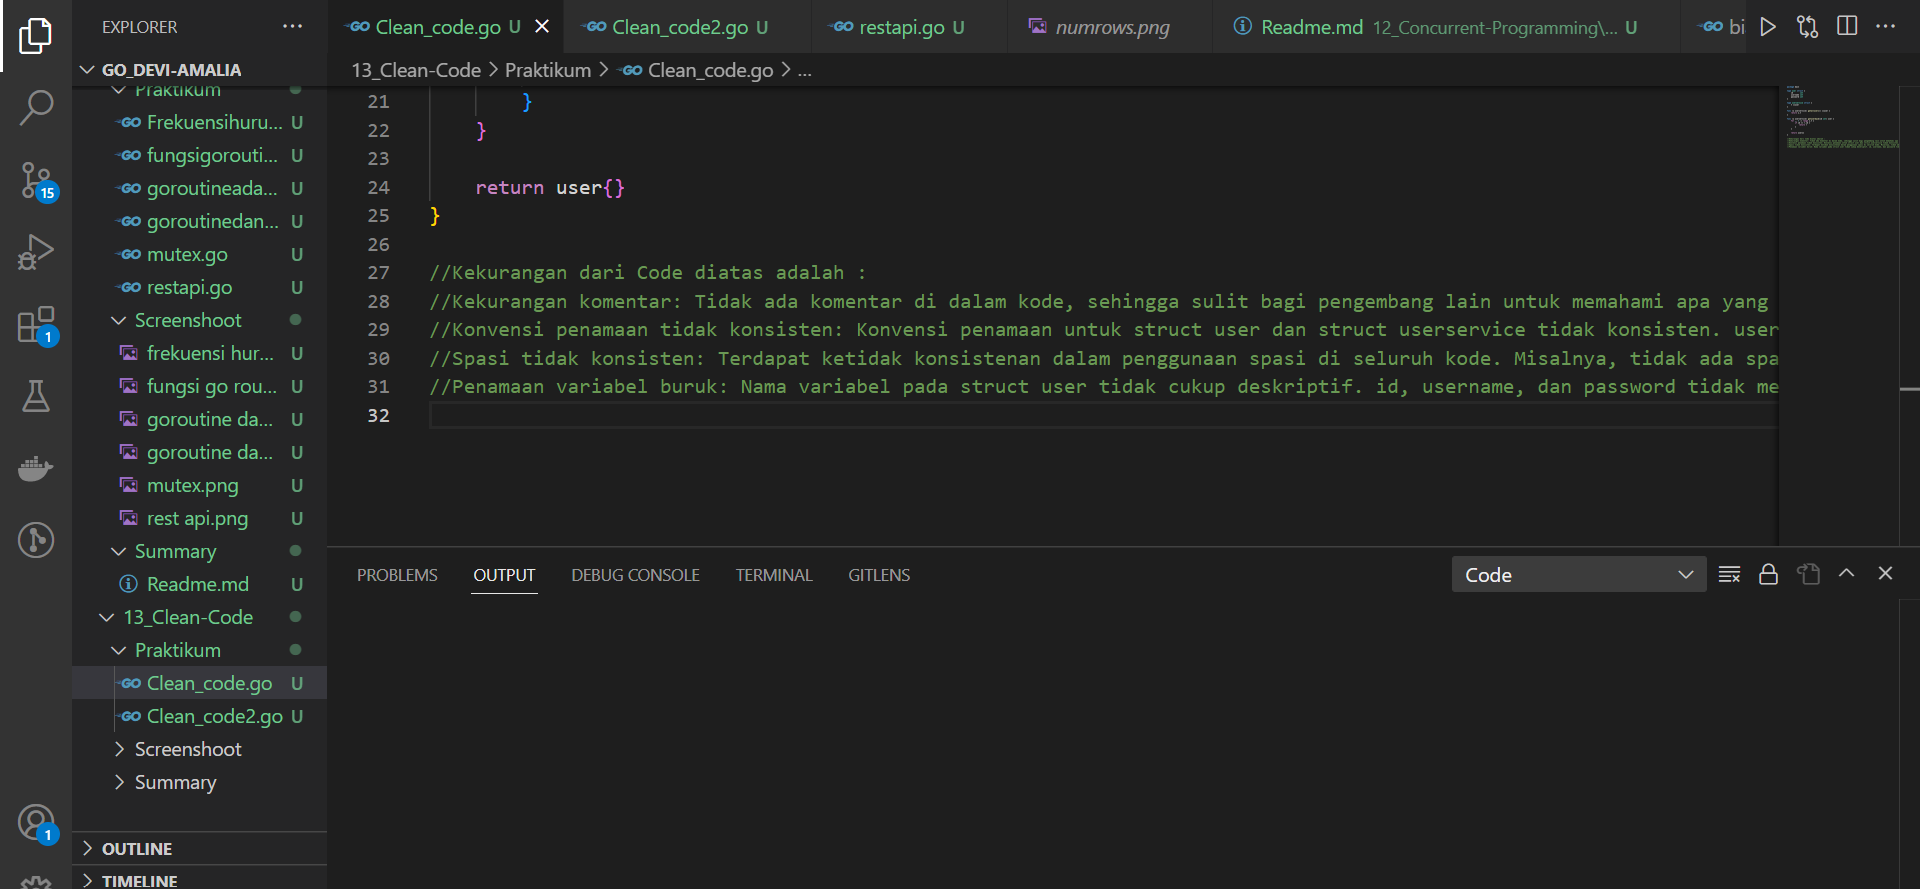 EXPLORER
GO_DEVI-AMALIA
Praktikum
Frekuensihuru... U
fungsigorouti... U
goroutineada... U
goroutinedan... U
mutex.go U
restapi.go U
Screenshoot
frekuensi hur... U
fungsi go rou... U
goroutine da... U
goroutine da... U
mutex.png U
rest api.png U
Summary
Readme.md U
13_Clean-Code
Praktikum
Clean_code.go U
Clean_code2.go U
Screenshoot
Summary
OUTLINE
TIMELINE
15
1
1
Clean_code.go U
Clean_code2.go U
restapi.go U
numrows.png
Readme.md 12_Concurrent-Programming\... U
bi
13_Clean-Code > Praktikum > Clean_code.go > ...
21 }
22 }
23
24 return user{}
25 }
26
27 //Kekurangan dari Code diatas adalah :
28 //Kekurangan komentar: Tidak ada komentar di dalam kode, sehingga sulit bagi pengembang lain untuk memahami apa yang
29 //Konvensi penamaan tidak konsisten: Konvensi penamaan untuk struct user dan struct userservice tidak konsisten. user
30 //Spasi tidak konsisten: Terdapat ketidak konsistenan dalam penggunaan spasi di seluruh kode. Misalnya, tidak ada spa
31 //Penamaan variabel buruk: Nama variabel pada struct user tidak cukup deskriptif. id, username, dan password tidak me
32
PROBLEMS OUTPUT DEBUG CONSOLE TERMINAL GITLENS
Code